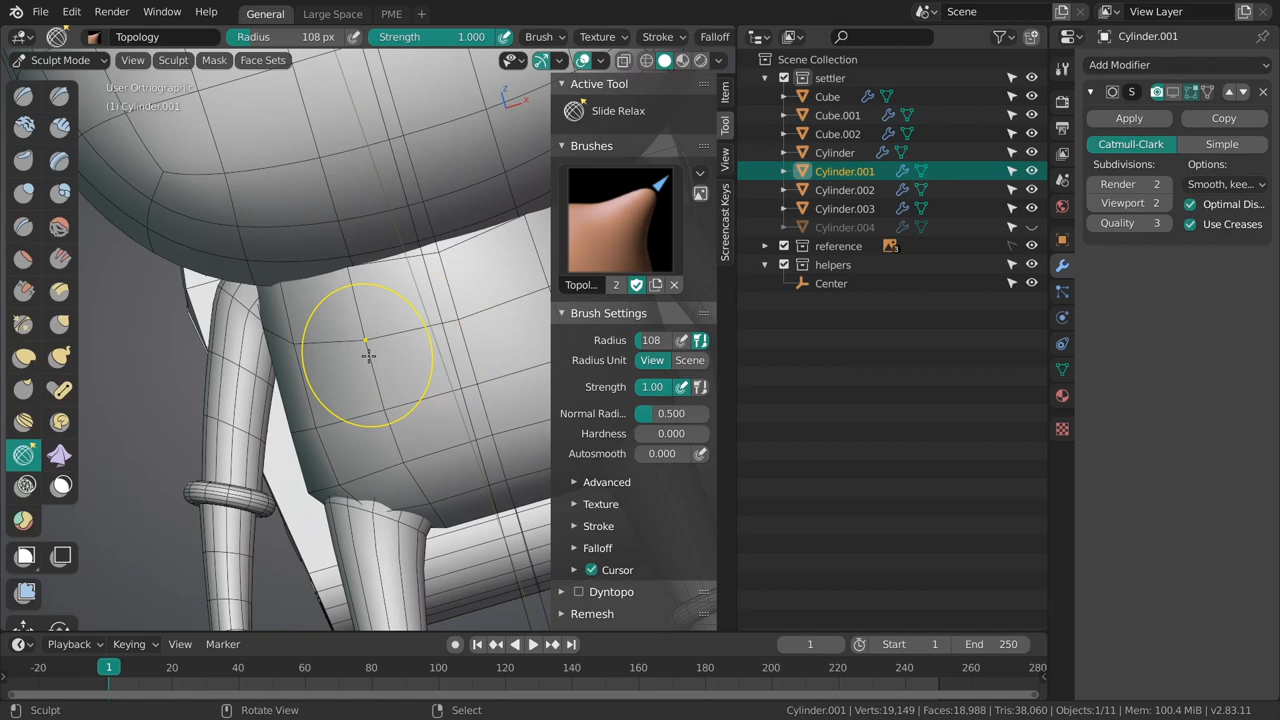 File Edit Render Window Help General Large Space PME Scene View Layer
Topology Radius 108 px Strength 1.000 Brush Texture Stroke Falloff
Sculpt Mode View Sculpt Mask Face Sets
User Orthographic
(1) Cylinder.001
Z
X
Active Tool
Slide Relax
Brushes
Topol... 2
Brush Settings
Radius 108
Radius Unit View Scene
Strength 1.00
Normal Radi... 0.500
Hardness 0.000
Autosmooth 0.000
Advanced
Texture
Stroke
Falloff
Cursor
Dyntopo
Remesh
Item
Tool
View
Screencast Keys
Scene Collection
settler
Cube
Cube.001
Cube.002
Cylinder
Cylinder.001
Cylinder.002
Cylinder.003
Cylinder.004
reference 3
helpers
Center
Cylinder.001
Add Modifier
S
Apply Copy
Catmull-Clark Simple
Subdivisions: Options:
Render 2 Smooth, kee...
Viewport 2 Optimal Dis...
Quality 3 Use Creases
Playback Keying View Marker 1 Start 1 End 250
-20 1 20 40 60 80 100 120 140 160 180 200 220 240 260 280
Sculpt Rotate View Select Cylinder.001 | Verts:19,149 | Faces:18,988 | Tris:38,060 | Objects:1/11 | Mem: 100.4 MiB | v2.83.11